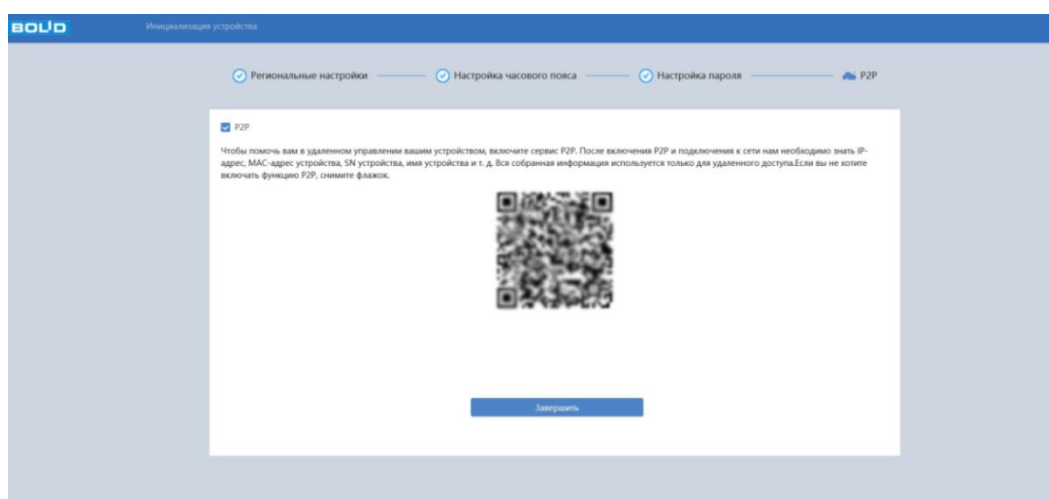 BOLID
Инициализация устройства
Региональные настройки
Настройка часового пояса
Настройка пароля
P2P
P2P
Чтобы помочь вам в удаленном управлении вашим устройством, включите сервис P2P. После включения P2P и подключения к сети нам необходимо знать IP-
адрес, MAC-адрес устройства, SN устройства, имя устройства и т. д. Вся собранная информация используется только для удаленного доступа.Если вы не хотите
включать функцию P2P, снимите флажок.
Завершить